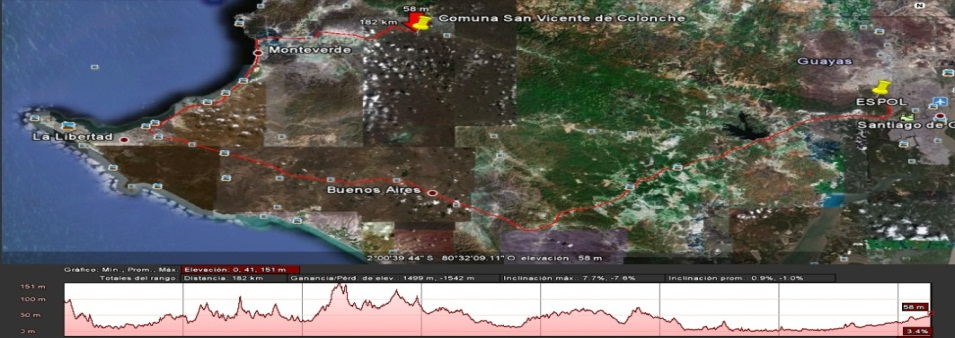 58 m
Comuna San Vicente de Colonche
182 km
Monteverde
Guayas
N
ESPOL
Santiago de G
La Libertad
Buenos Aires
2°00'39.44" S  80°32'09.11" O  elevación  58 m
Gráfico: Mín., Prom., Máx.  Elevación: 0, 41, 151 m
Totales del rango  Distancia: 182 km  Ganancia/Pérd. de elev.: 1499 m, -1542 m  Inclinación máx.: 7.7%, -7.6%  Inclinación prom.: 0.9%, -1.0%
151 m
100 m
58 m
3.4%